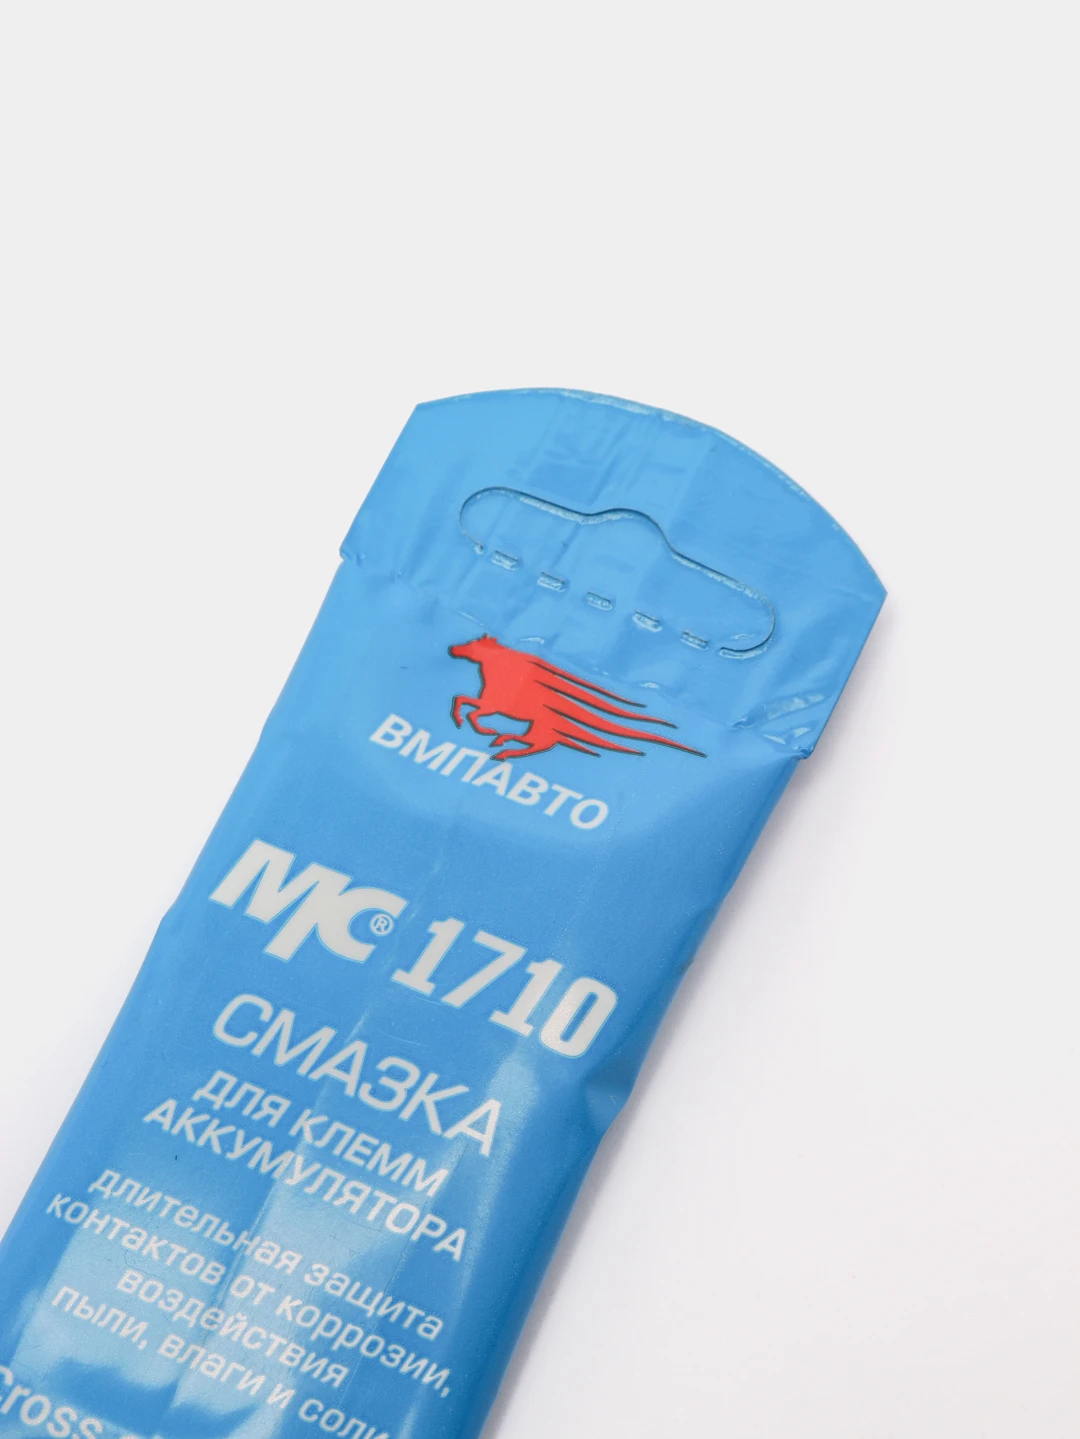 ВМПАВТО
МС® 1710
СМАЗКА
ДЛЯ КЛЕММ
АККУМУЛЯТОРА
длительная защита
контактов от коррозии,
воздействия
пыли, влаги и соли